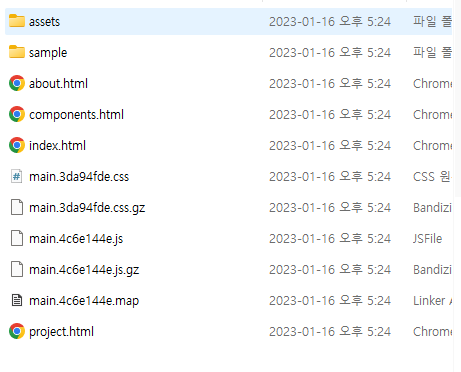 assets 2023-01-16 오후 5:24 파일 폴
sample 2023-01-16 오후 5:24 파일 폴
about.html 2023-01-16 오후 5:24 Chrome
components.html 2023-01-16 오후 5:24 Chrome
index.html 2023-01-16 오후 5:24 Chrome
main.3da94fde.css 2023-01-16 오후 5:24 CSS 원
main.3da94fde.css.gz 2023-01-16 오후 5:24 Bandizi
main.4c6e144e.js 2023-01-16 오후 5:24 JSFile
main.4c6e144e.js.gz 2023-01-16 오후 5:24 Bandizi
main.4c6e144e.map 2023-01-16 오후 5:24 Linker A
project.html 2023-01-16 오후 5:24 Chrome